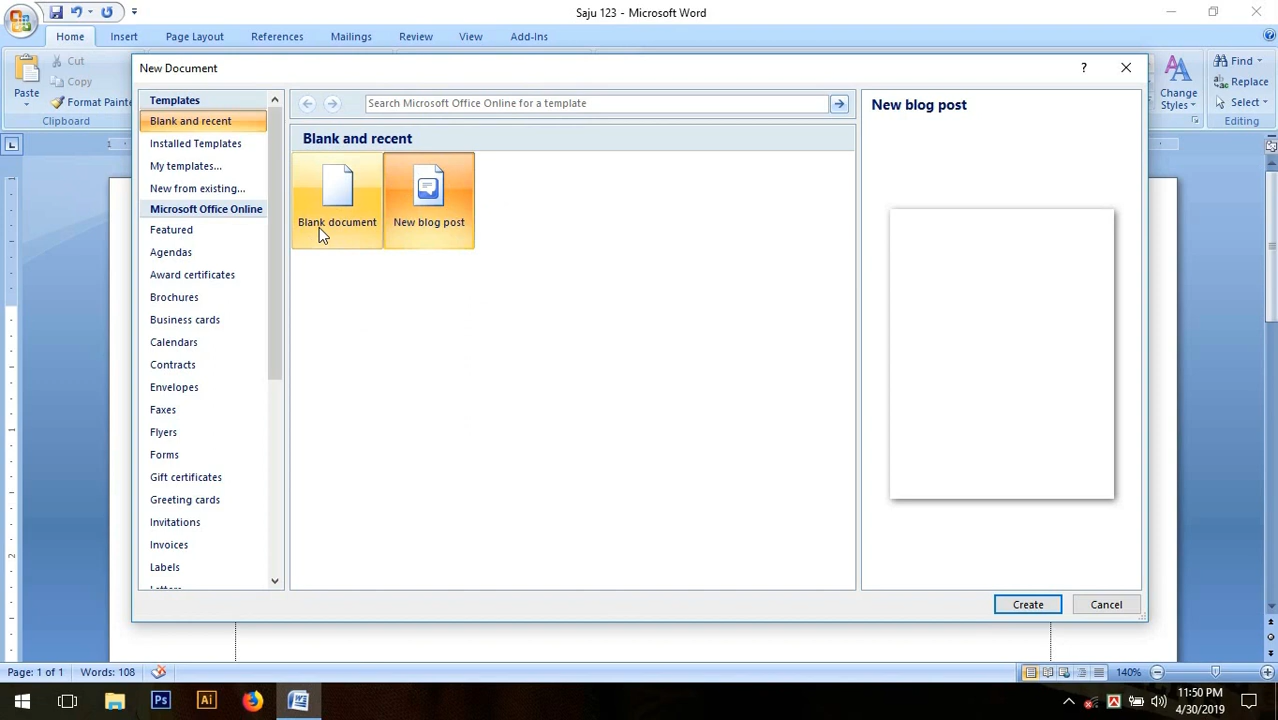 Saju 123 - Microsoft Word
Home Insert Page Layout References Mailings Review View Add-Ins
Cut
Copy
Format Painte
Paste
Clipboard
Find
Replace
Select
Change
Styles
Editing
New Document
?
Templates
Blank and recent
Installed Templates
My templates...
New from existing...
Microsoft Office Online
Featured
Agendas
Award certificates
Brochures
Business cards
Calendars
Contracts
Envelopes
Faxes
Flyers
Forms
Gift certificates
Greeting cards
Invitations
Invoices
Labels
Search Microsoft Office Online for a template
Blank and recent
Blank document New blog post
New blog post
Create Cancel
Page: 1 of 1 Words: 108 140%
Ps Ai
11:50 PM
4/30/2019